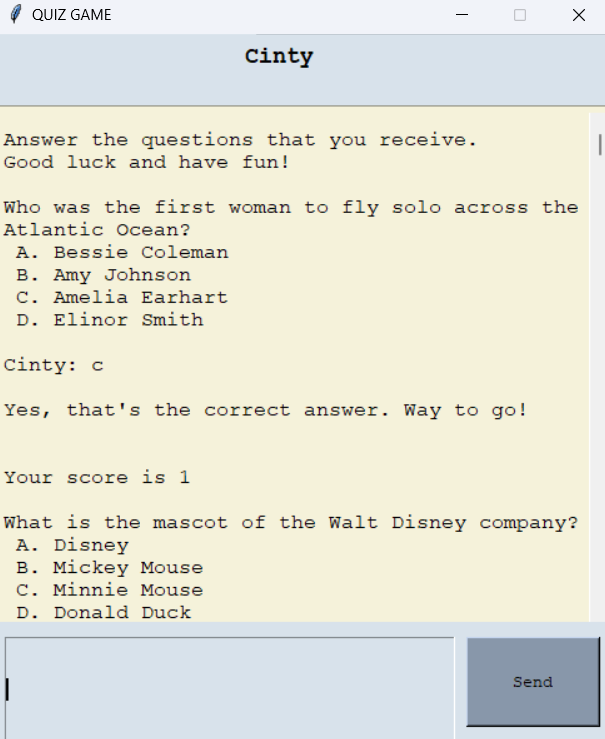 QUIZ GAME
Cinty
Answer the questions that you receive.
Good luck and have fun!
Who was the first woman to fly solo across the
Atlantic Ocean?
A. Bessie Coleman
B. Amy Johnson
C. Amelia Earhart
D. Elinor Smith
Cinty: c
Yes, that's the correct answer. Way to go!
Your score is 1
What is the mascot of the Walt Disney company?
A. Disney
B. Mickey Mouse
C. Minnie Mouse
D. Donald Duck
Send